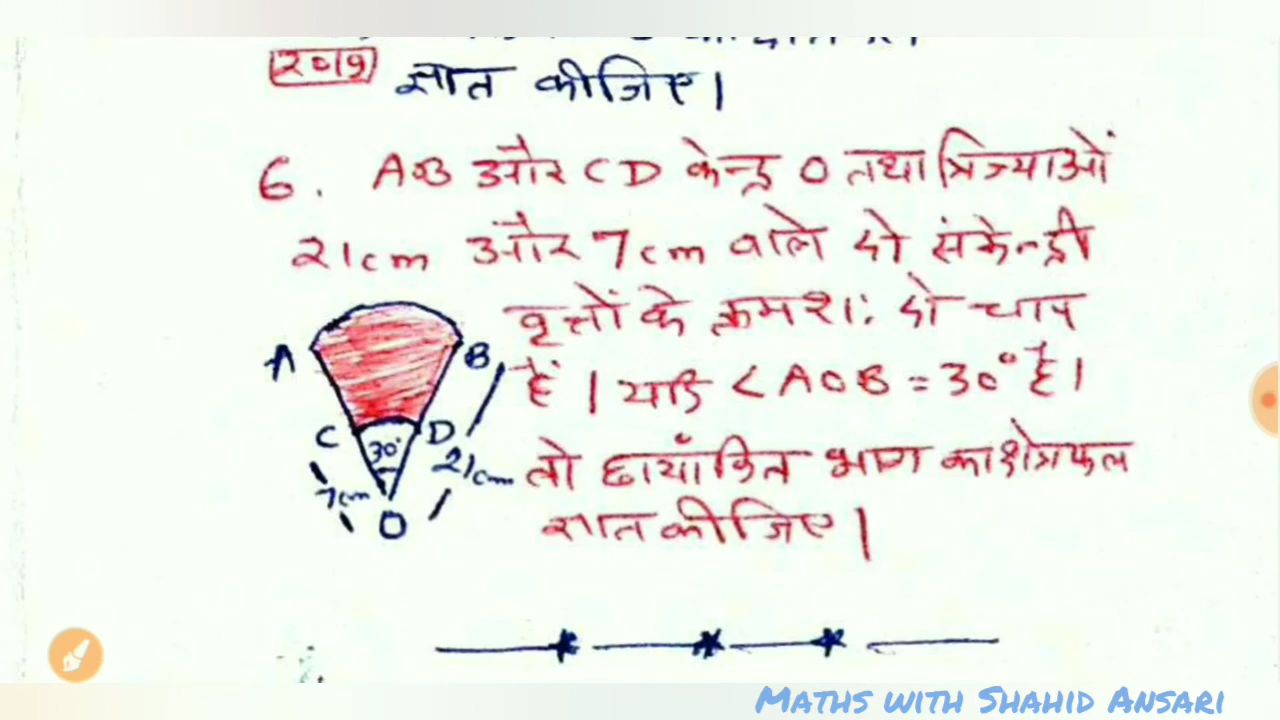 २०१७
ज्ञात कीजिए।
6. AB और CD केन्द्र O तथा त्रिज्याओं
21cm और 7cm वाले दो संकेन्द्री
वृत्तों के क्रमश: दो चाप
हैं। यदि <AOB = 30° है।
तो छायाँकित भाग का क्षेत्रफल
ज्ञात कीजिए।
A
B
C
D
30°
21cm
7cm
O
Maths with Shahid Ansari